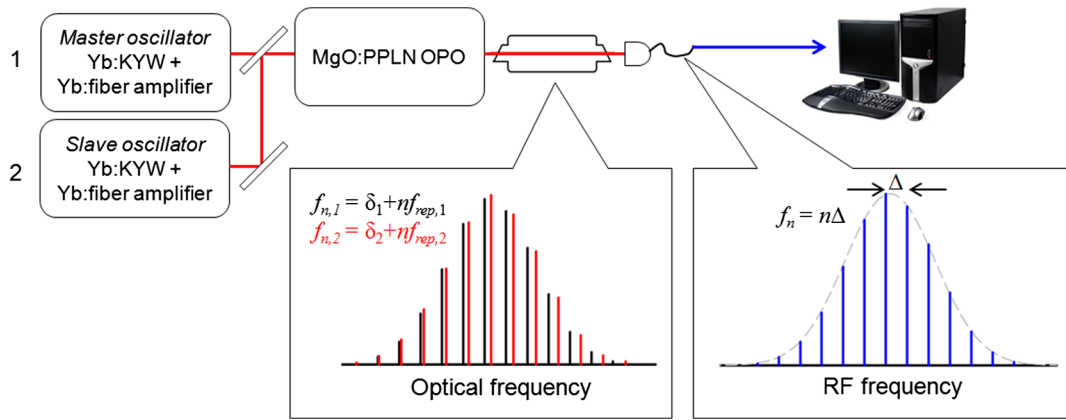 1
Master oscillator
Yb:KYW +
Yb:fiber amplifier
MgO:PPLN OPO
2
Slave oscillator
Yb:KYW +
Yb:fiber amplifier
fn,1 = δ1+nfrep,1
fn,2 = δ2+nfrep,2
Optical frequency
Δ
fn = nΔ
RF frequency